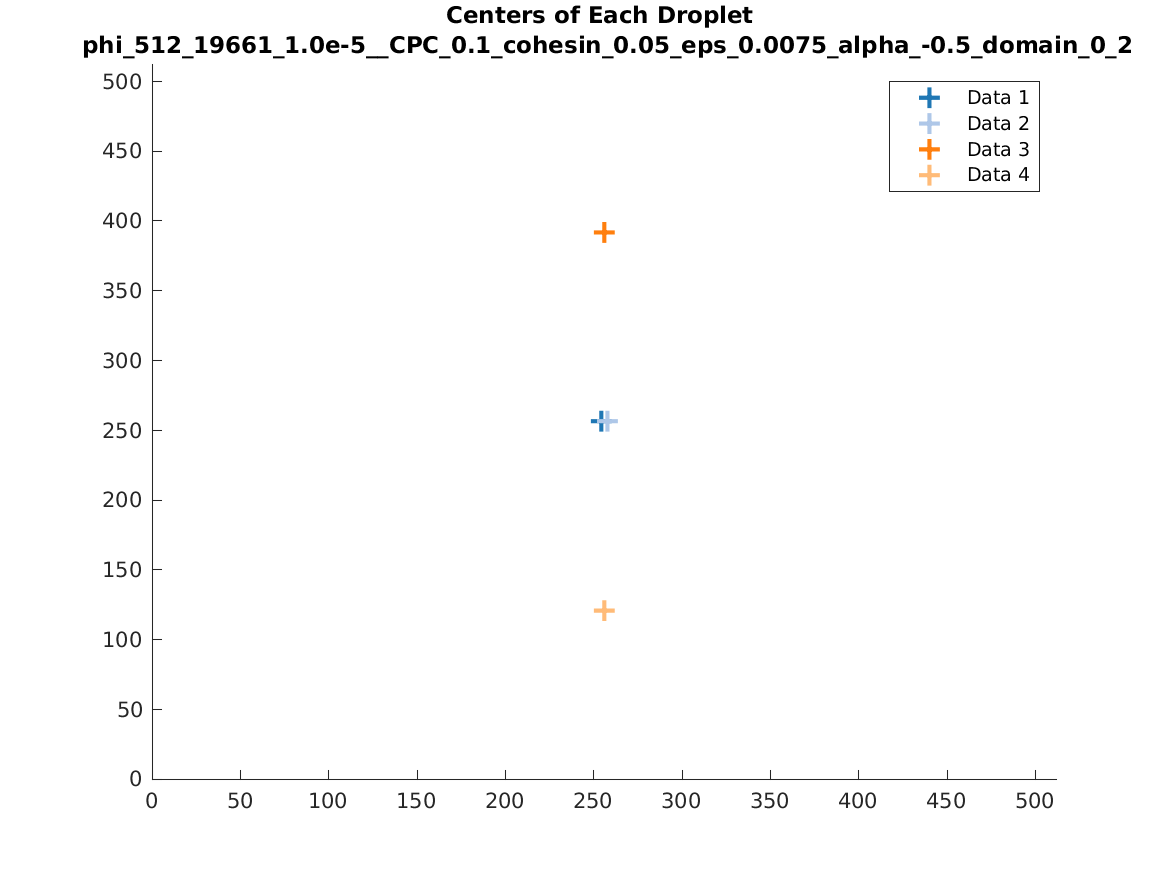 Centers of Each Droplet
phi_512_19661_1.0e-5__CPC_0.1_cohesin_0.05_eps_0.0075_alpha_-0.5_domain_0_2
Data 1
Data 2
Data 3
Data 4
500
450
400
350
300
250
200
150
100
50
0
0 50 100 150 200 250 300 350 400 450 500